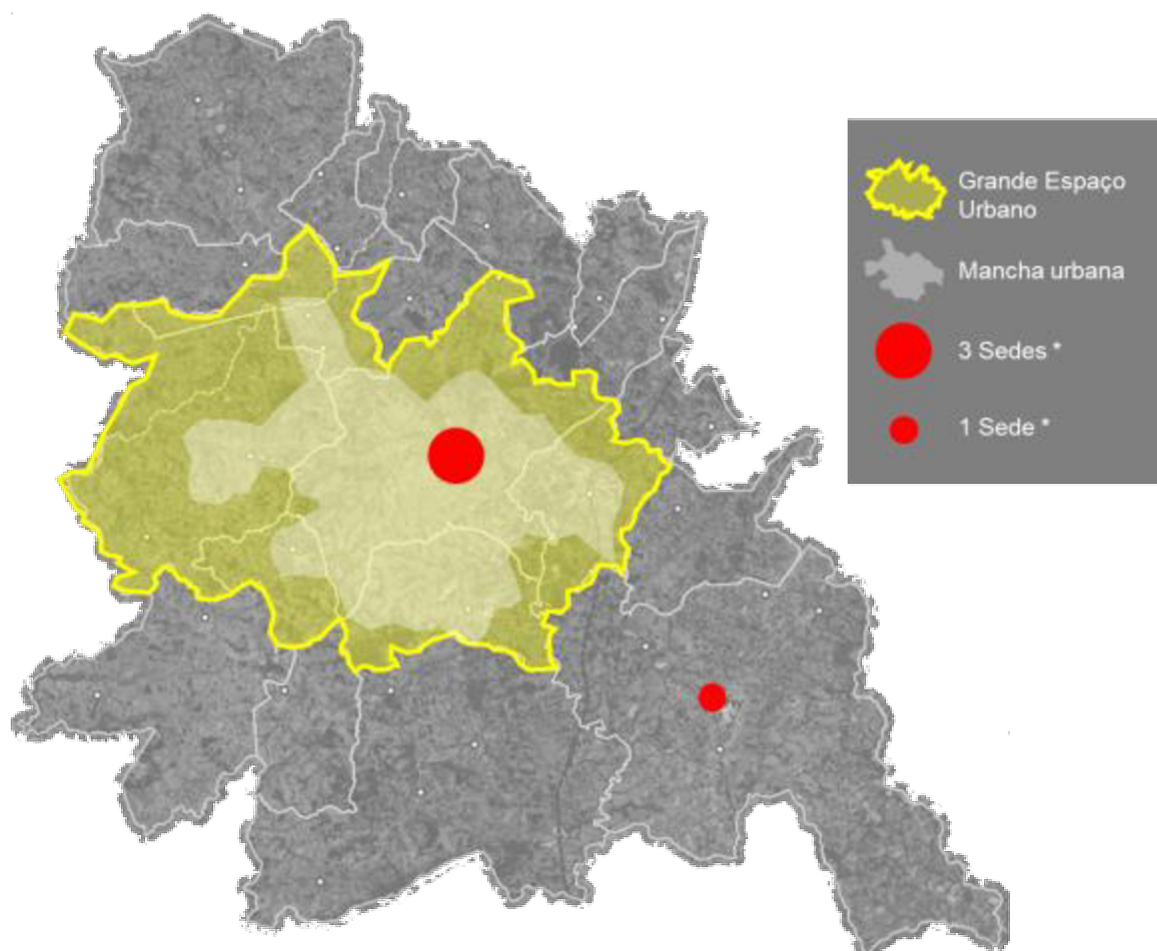 Grande Espaço
Urbano
Mancha urbana
3 Sedes *
1 Sede *